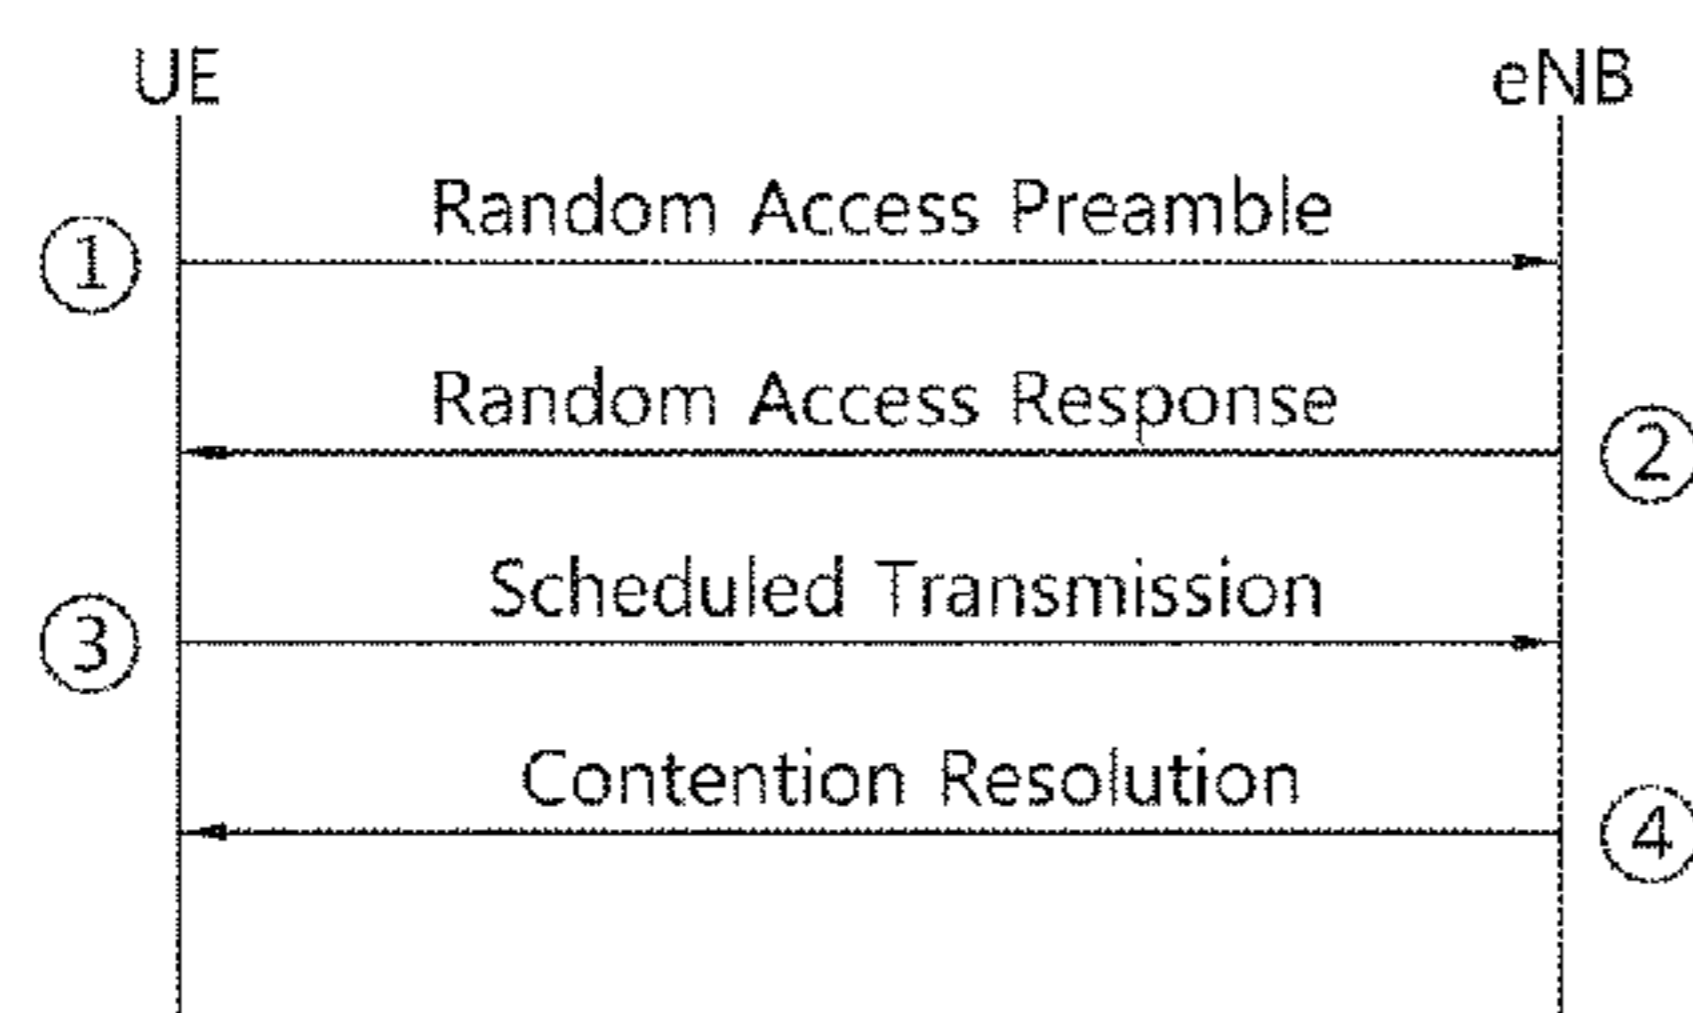 UE eNB
Random Access Preamble
①
Random Access Response
②
Scheduled Transmission
③
Contention Resolution
④